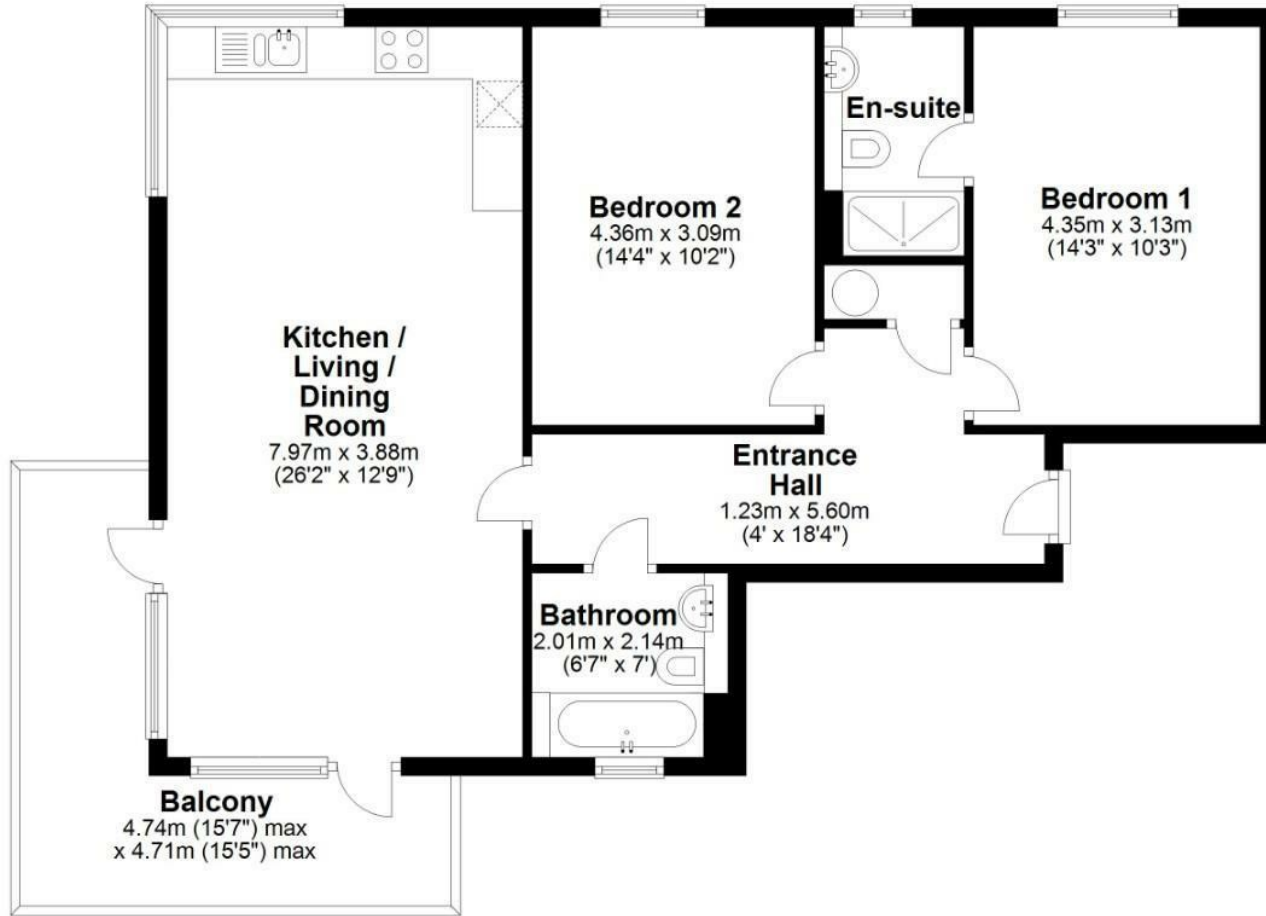 En-suite
Bedroom 2
4.36m x 3.09m
(14'4" x 10'2")
Bedroom 1
4.35m x 3.13m
(14'3" x 10'3")
Kitchen /
Living /
Dining
Room
7.97m x 3.88m
(26'2" x 12'9")
Entrance
Hall
1.23m x 5.60m
(4' x 18'4")
Bathroom
2.01m x 2.14m
(6'7" x 7')
Balcony
4.74m (15'7") max
x 4.71m (15'5") max